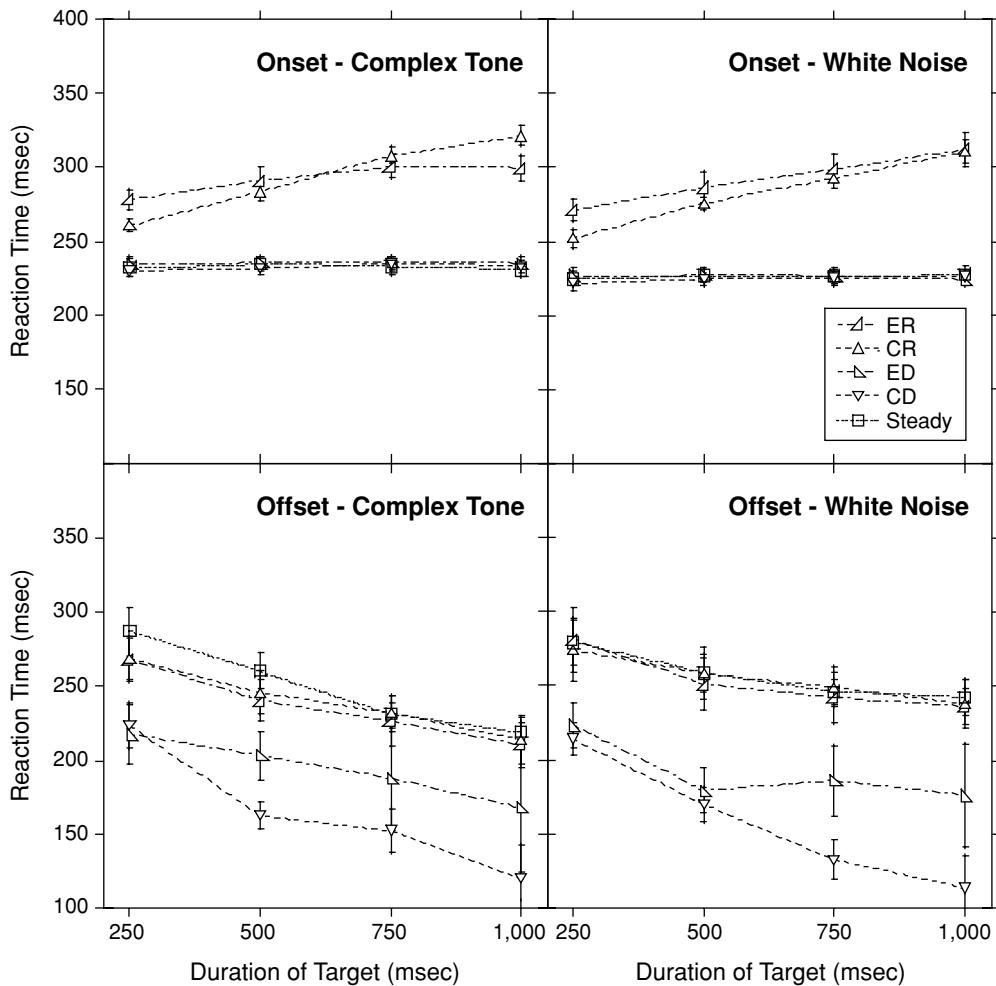 400
350
300
250
200
150
Reaction Time (msec)
Onset - Complex Tone
Onset - White Noise
ER
CR
ED
CD
Steady
350
300
250
200
150
100
Reaction Time (msec)
Offset - Complex Tone
Offset - White Noise
250 500 750 1,000
250 500 750 1,000
Duration of Target (msec)
Duration of Target (msec)